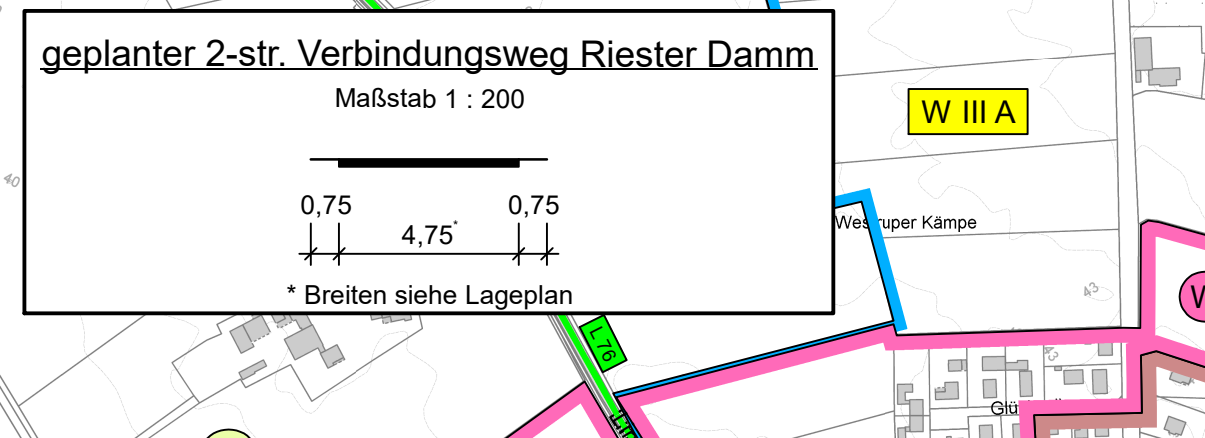 geplanter 2-str. Verbindungsweg Riester Damm
Maßstab 1 : 200
0,75
0,75
4,75*
* Breiten siehe Lageplan
W III A
Westruper Kämpe
40
43
43
L 76